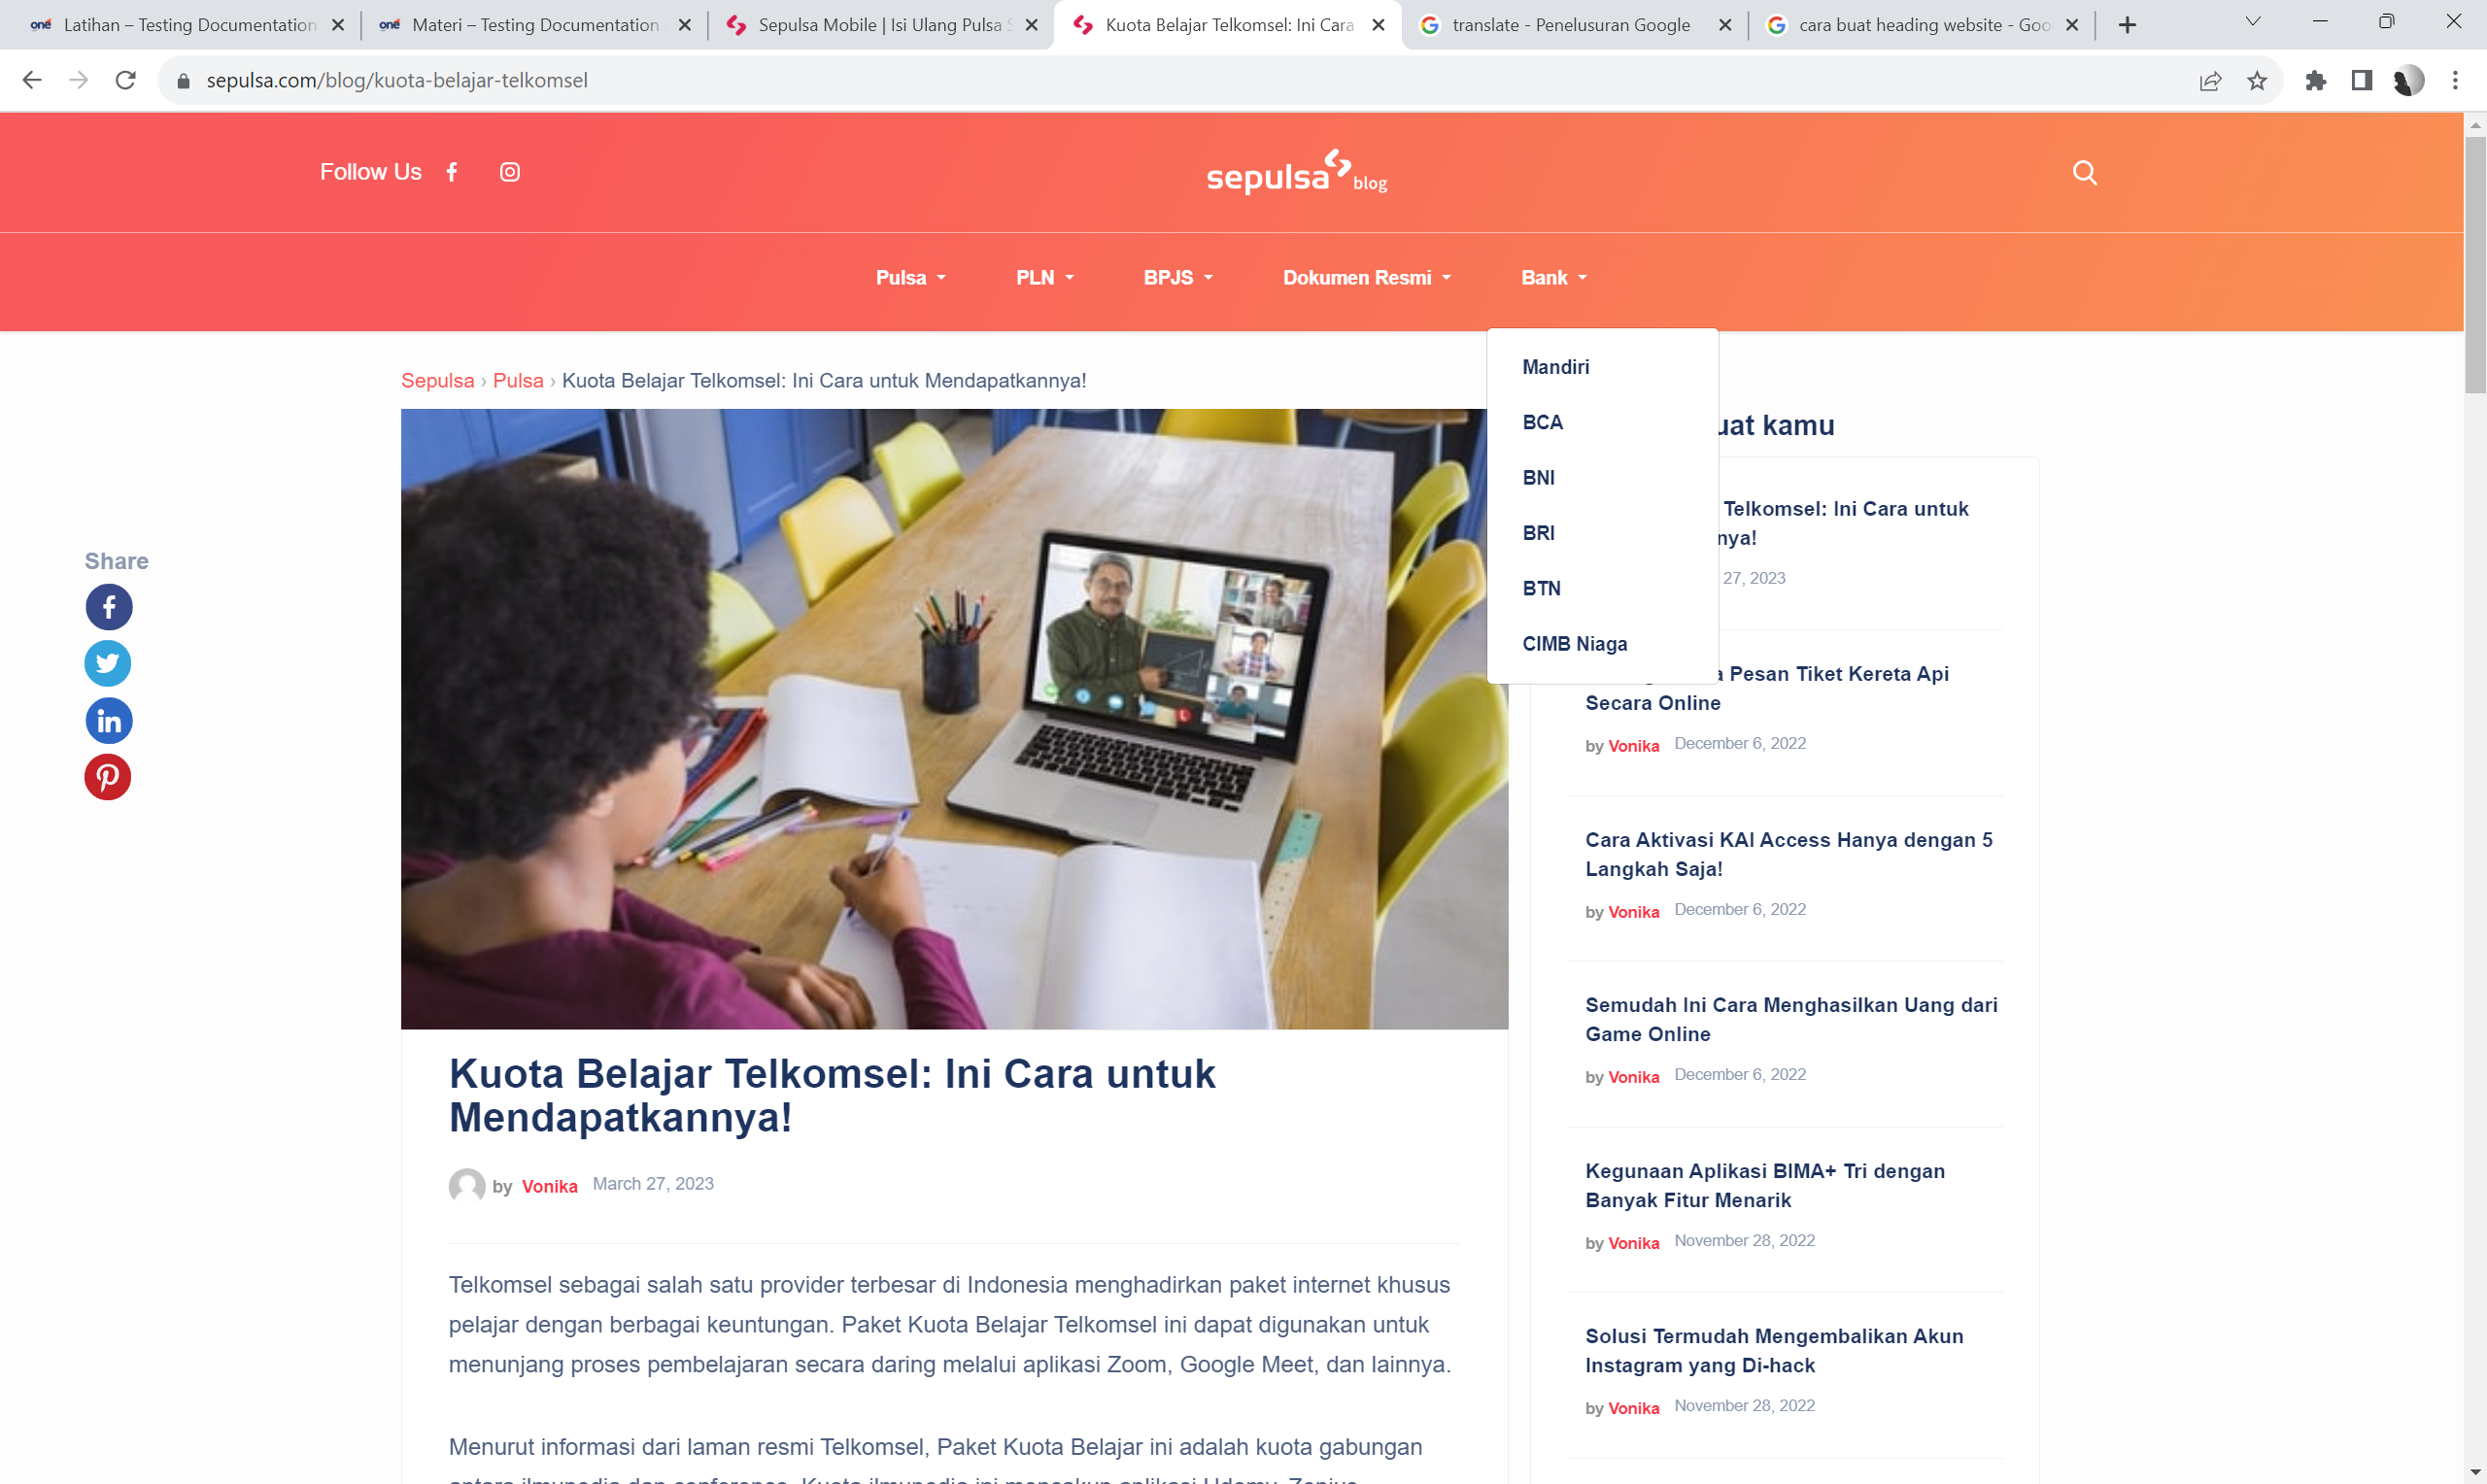 Latihan – Testing Documentation
Materi – Testing Documentation
Sepulsa Mobile | Isi Ulang Pulsa
Kuota Belajar Telkomsel: Ini Cara
translate - Penelusuran Google
cara buat heading website - Goo
sepulsa.com/blog/kuota-belajar-telkomsel
Follow Us
sepulsa blog
Pulsa
PLN
BPJS
Dokumen Resmi
Bank
Mandiri
BCA
BNI
BRI
BTN
CIMB Niaga
Sepulsa › Pulsa › Kuota Belajar Telkomsel: Ini Cara untuk Mendapatkannya!
Share
Kuota Belajar Telkomsel: Ini Cara untuk
Mendapatkannya!
by Vonika March 27, 2023
Telkomsel sebagai salah satu provider terbesar di Indonesia menghadirkan paket internet khusus
pelajar dengan berbagai keuntungan. Paket Kuota Belajar Telkomsel ini dapat digunakan untuk
menunjang proses pembelajaran secara daring melalui aplikasi Zoom, Google Meet, dan lainnya.
Menurut informasi dari laman resmi Telkomsel, Paket Kuota Belajar ini adalah kuota gabungan
uat kamu
Telkomsel: Ini Cara untuk
nya!
27, 2023
Pesan Tiket Kereta Api
Secara Online
by Vonika December 6, 2022
Cara Aktivasi KAI Access Hanya dengan 5
Langkah Saja!
by Vonika December 6, 2022
Semudah Ini Cara Menghasilkan Uang dari
Game Online
by Vonika December 6, 2022
Kegunaan Aplikasi BIMA+ Tri dengan
Banyak Fitur Menarik
by Vonika November 28, 2022
Solusi Termudah Mengembalikan Akun
Instagram yang Di-hack
by Vonika November 28, 2022